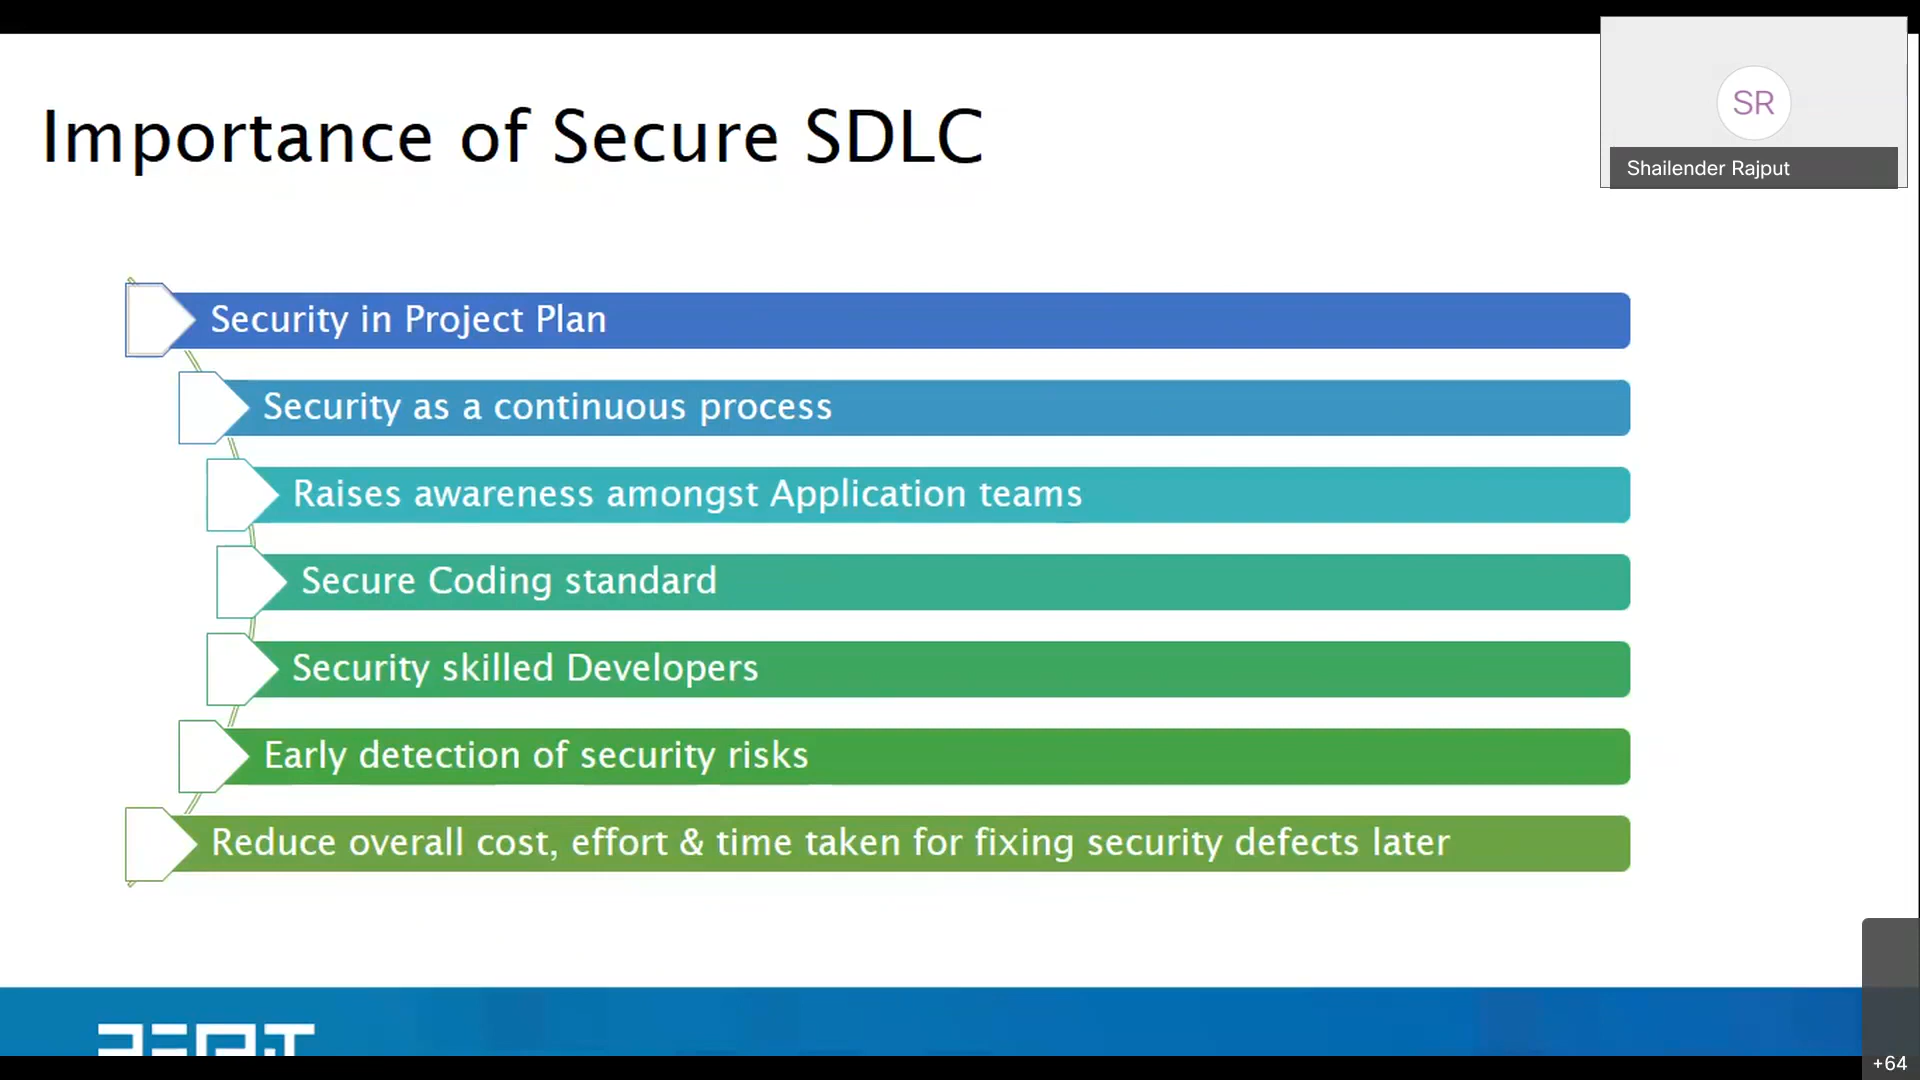 Importance of Secure SDLC
SR
Shailender Rajput
Security in Project Plan
Security as a continuous process
Raises awareness amongst Application teams
Secure Coding standard
Security skilled Developers
Early detection of security risks
Reduce overall cost, effort & time taken for fixing security defects later
+64